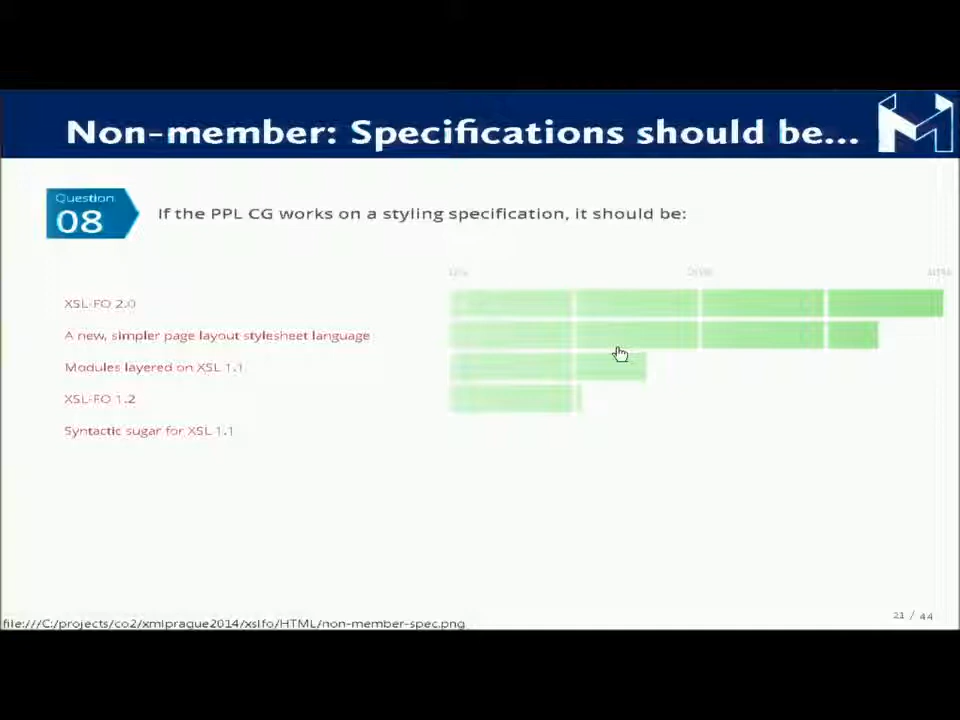 Non-member: Specifications should be...
Question
08
If the PPL CG works on a styling specification, it should be:
XSL-FO 2.0
A new, simpler page layout stylesheet language
Modules layered on XSL 1.1
XSL-FO 1.2
Syntactic sugar for XSL 1.1
21 / 44
file:///C:/projects/co2/xmlprague2014/xslfo/HTML/non-member-spec.png